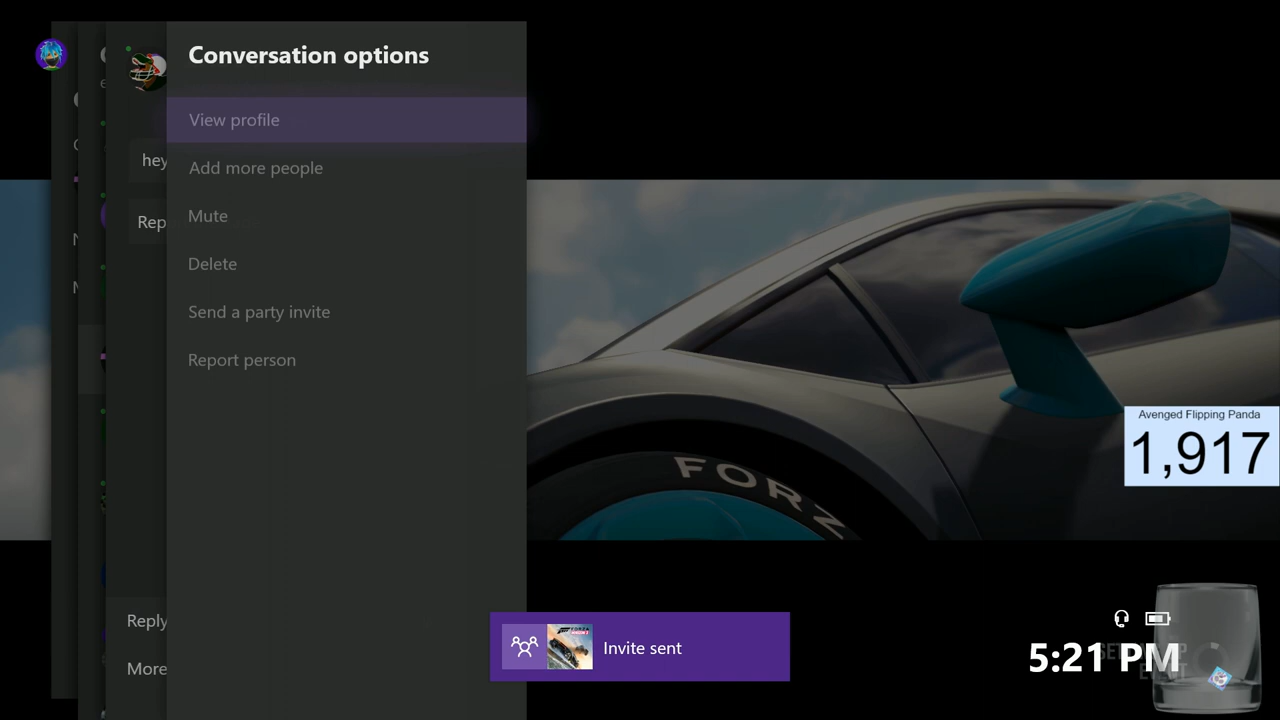 Conversation options
View profile
Add more people
Mute
Delete
Send a party invite
Report person
hey
Rep
Reply
More
FORZ
Avenged Flipping Panda
1,917
Invite sent
5:21 PM